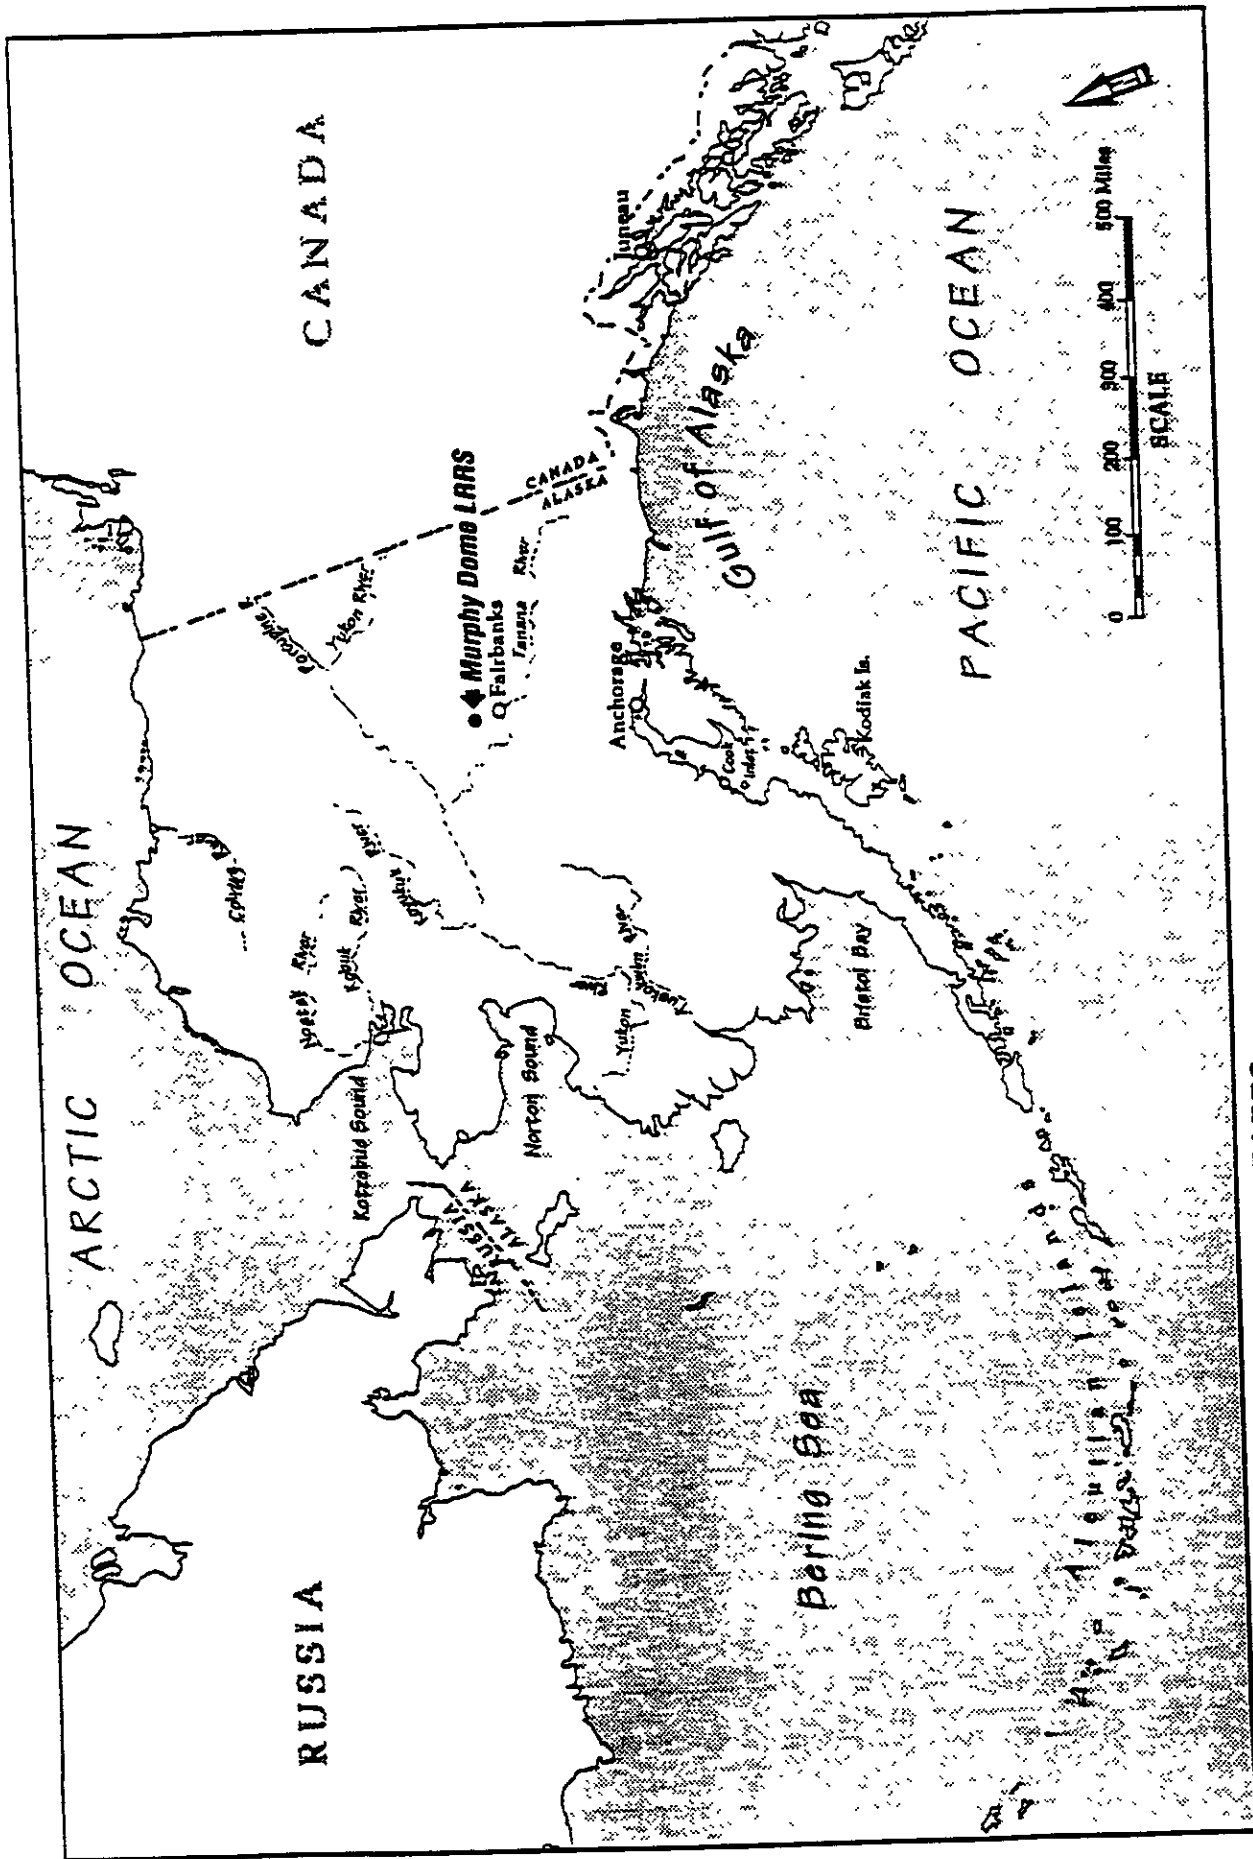 ARCTIC OCEAN
RUSSIA
CANADA
Colville
Noatak River
Kobuk River
Koyukuk River
Porcupine R.
Yukon River
Kotzebue Sound
RUSSIA
ALASKA
Norton Sound
Murphy Dome LRRS
Fairbanks
Tanana River
CANADA
ALASKA
Yukon River
Kuskokwim River
Anchorage
Cook
Inlet
Juneau
Gulf of Alaska
Bristol Bay
Kodiak Is.
Bering Sea
PACIFIC OCEAN
Aleutian Islands
0 100 200 300 400 500 Miles
SCALE